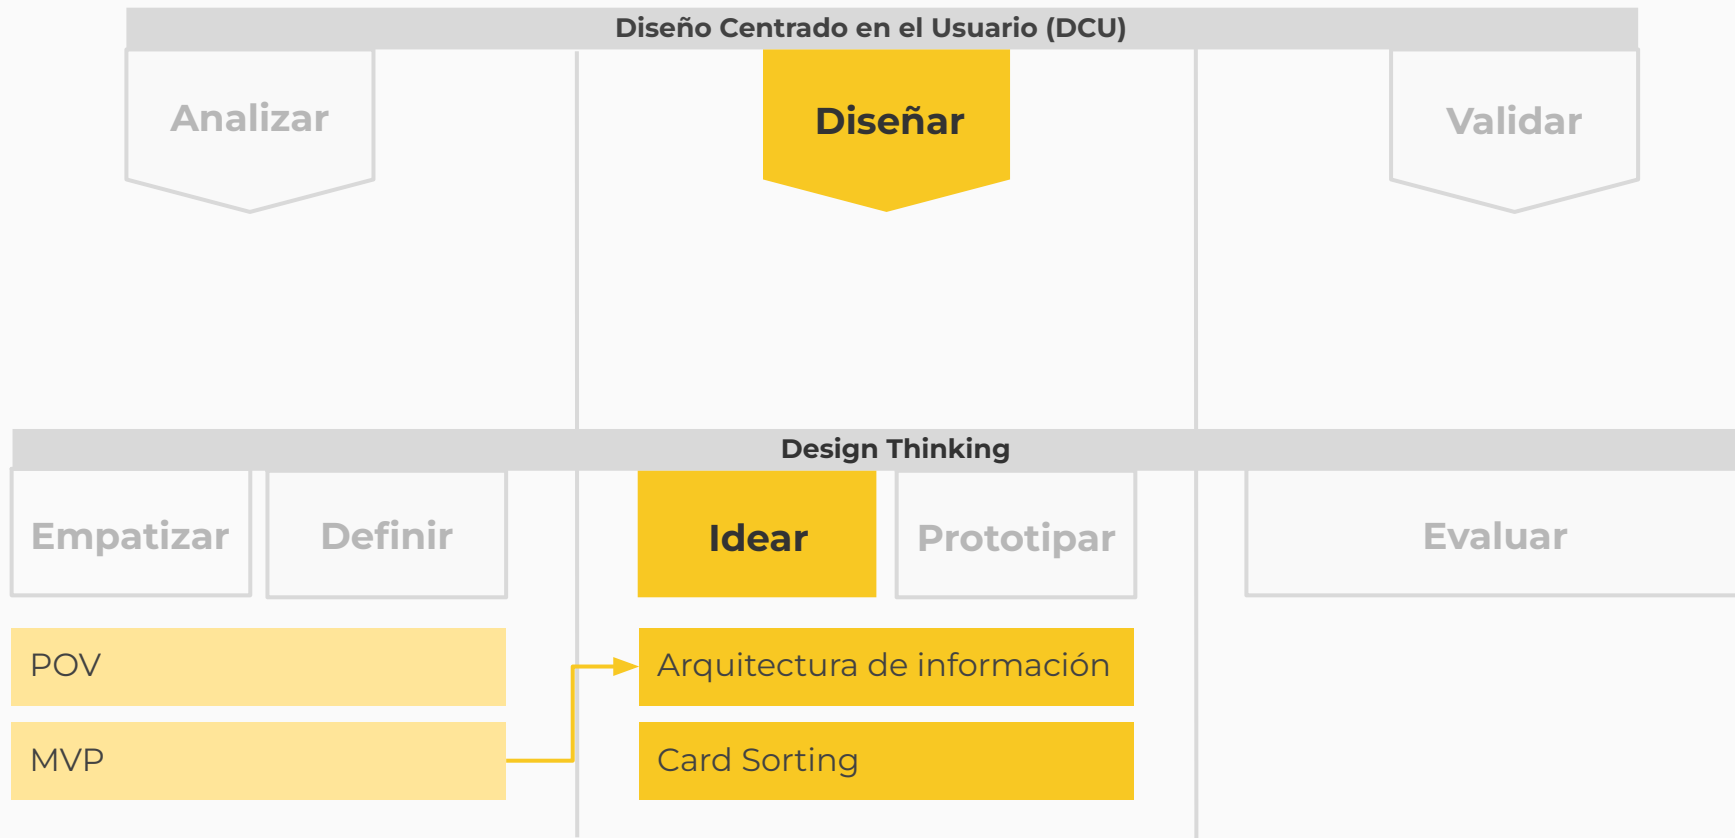 Diseño Centrado en el Usuario (DCU)
Analizar
Diseñar
Validar
Design Thinking
Empatizar
Definir
Idear
Prototipar
Evaluar
POV
Arquitectura de información
MVP
Card Sorting